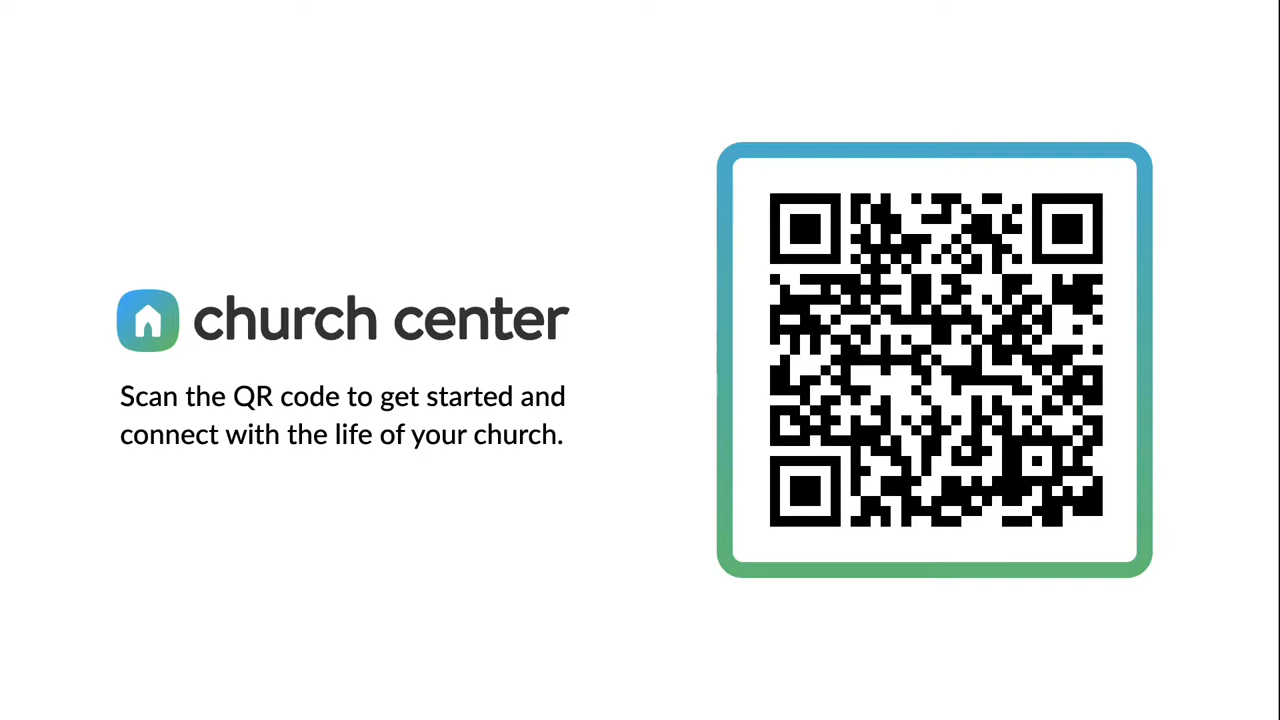 church center
Scan the QR code to get started and
connect with the life of your church.